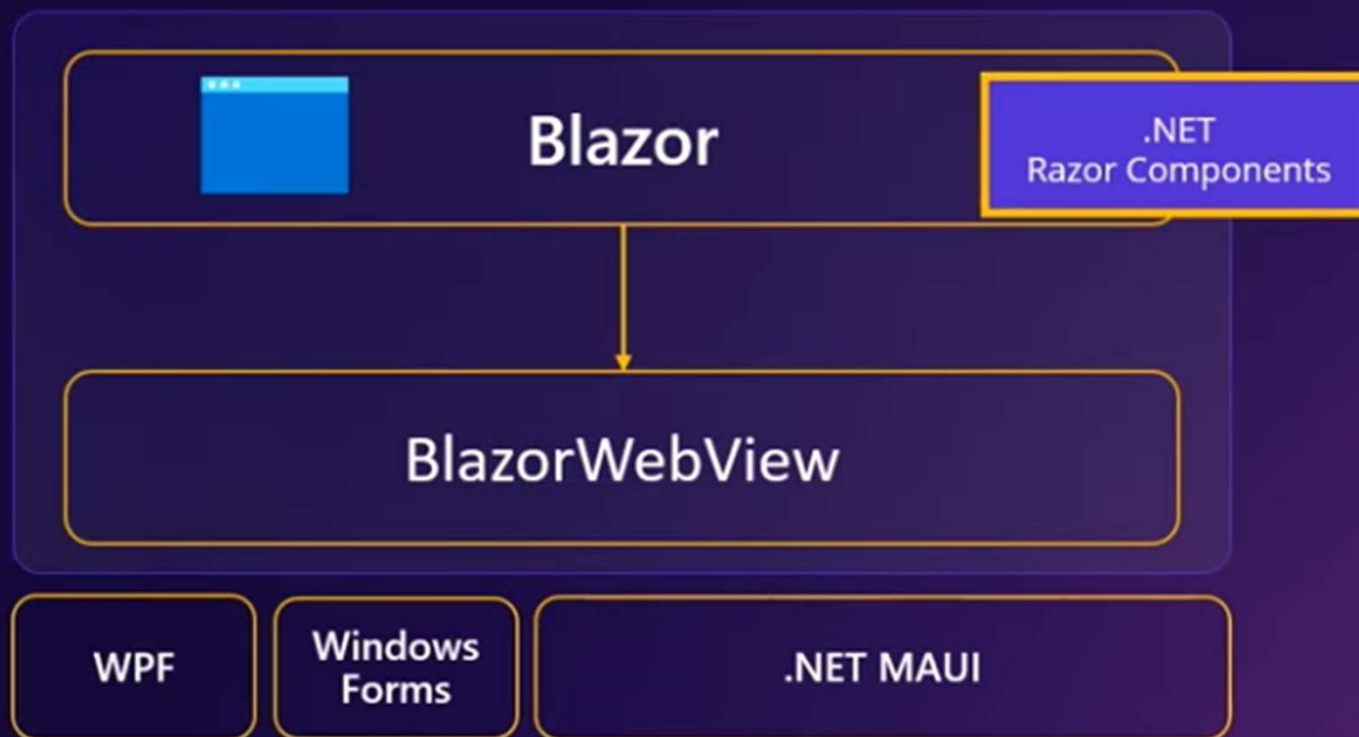 Blazor
.NET
Razor Components
BlazorWebView
WPF
Windows
Forms
.NET MAUI